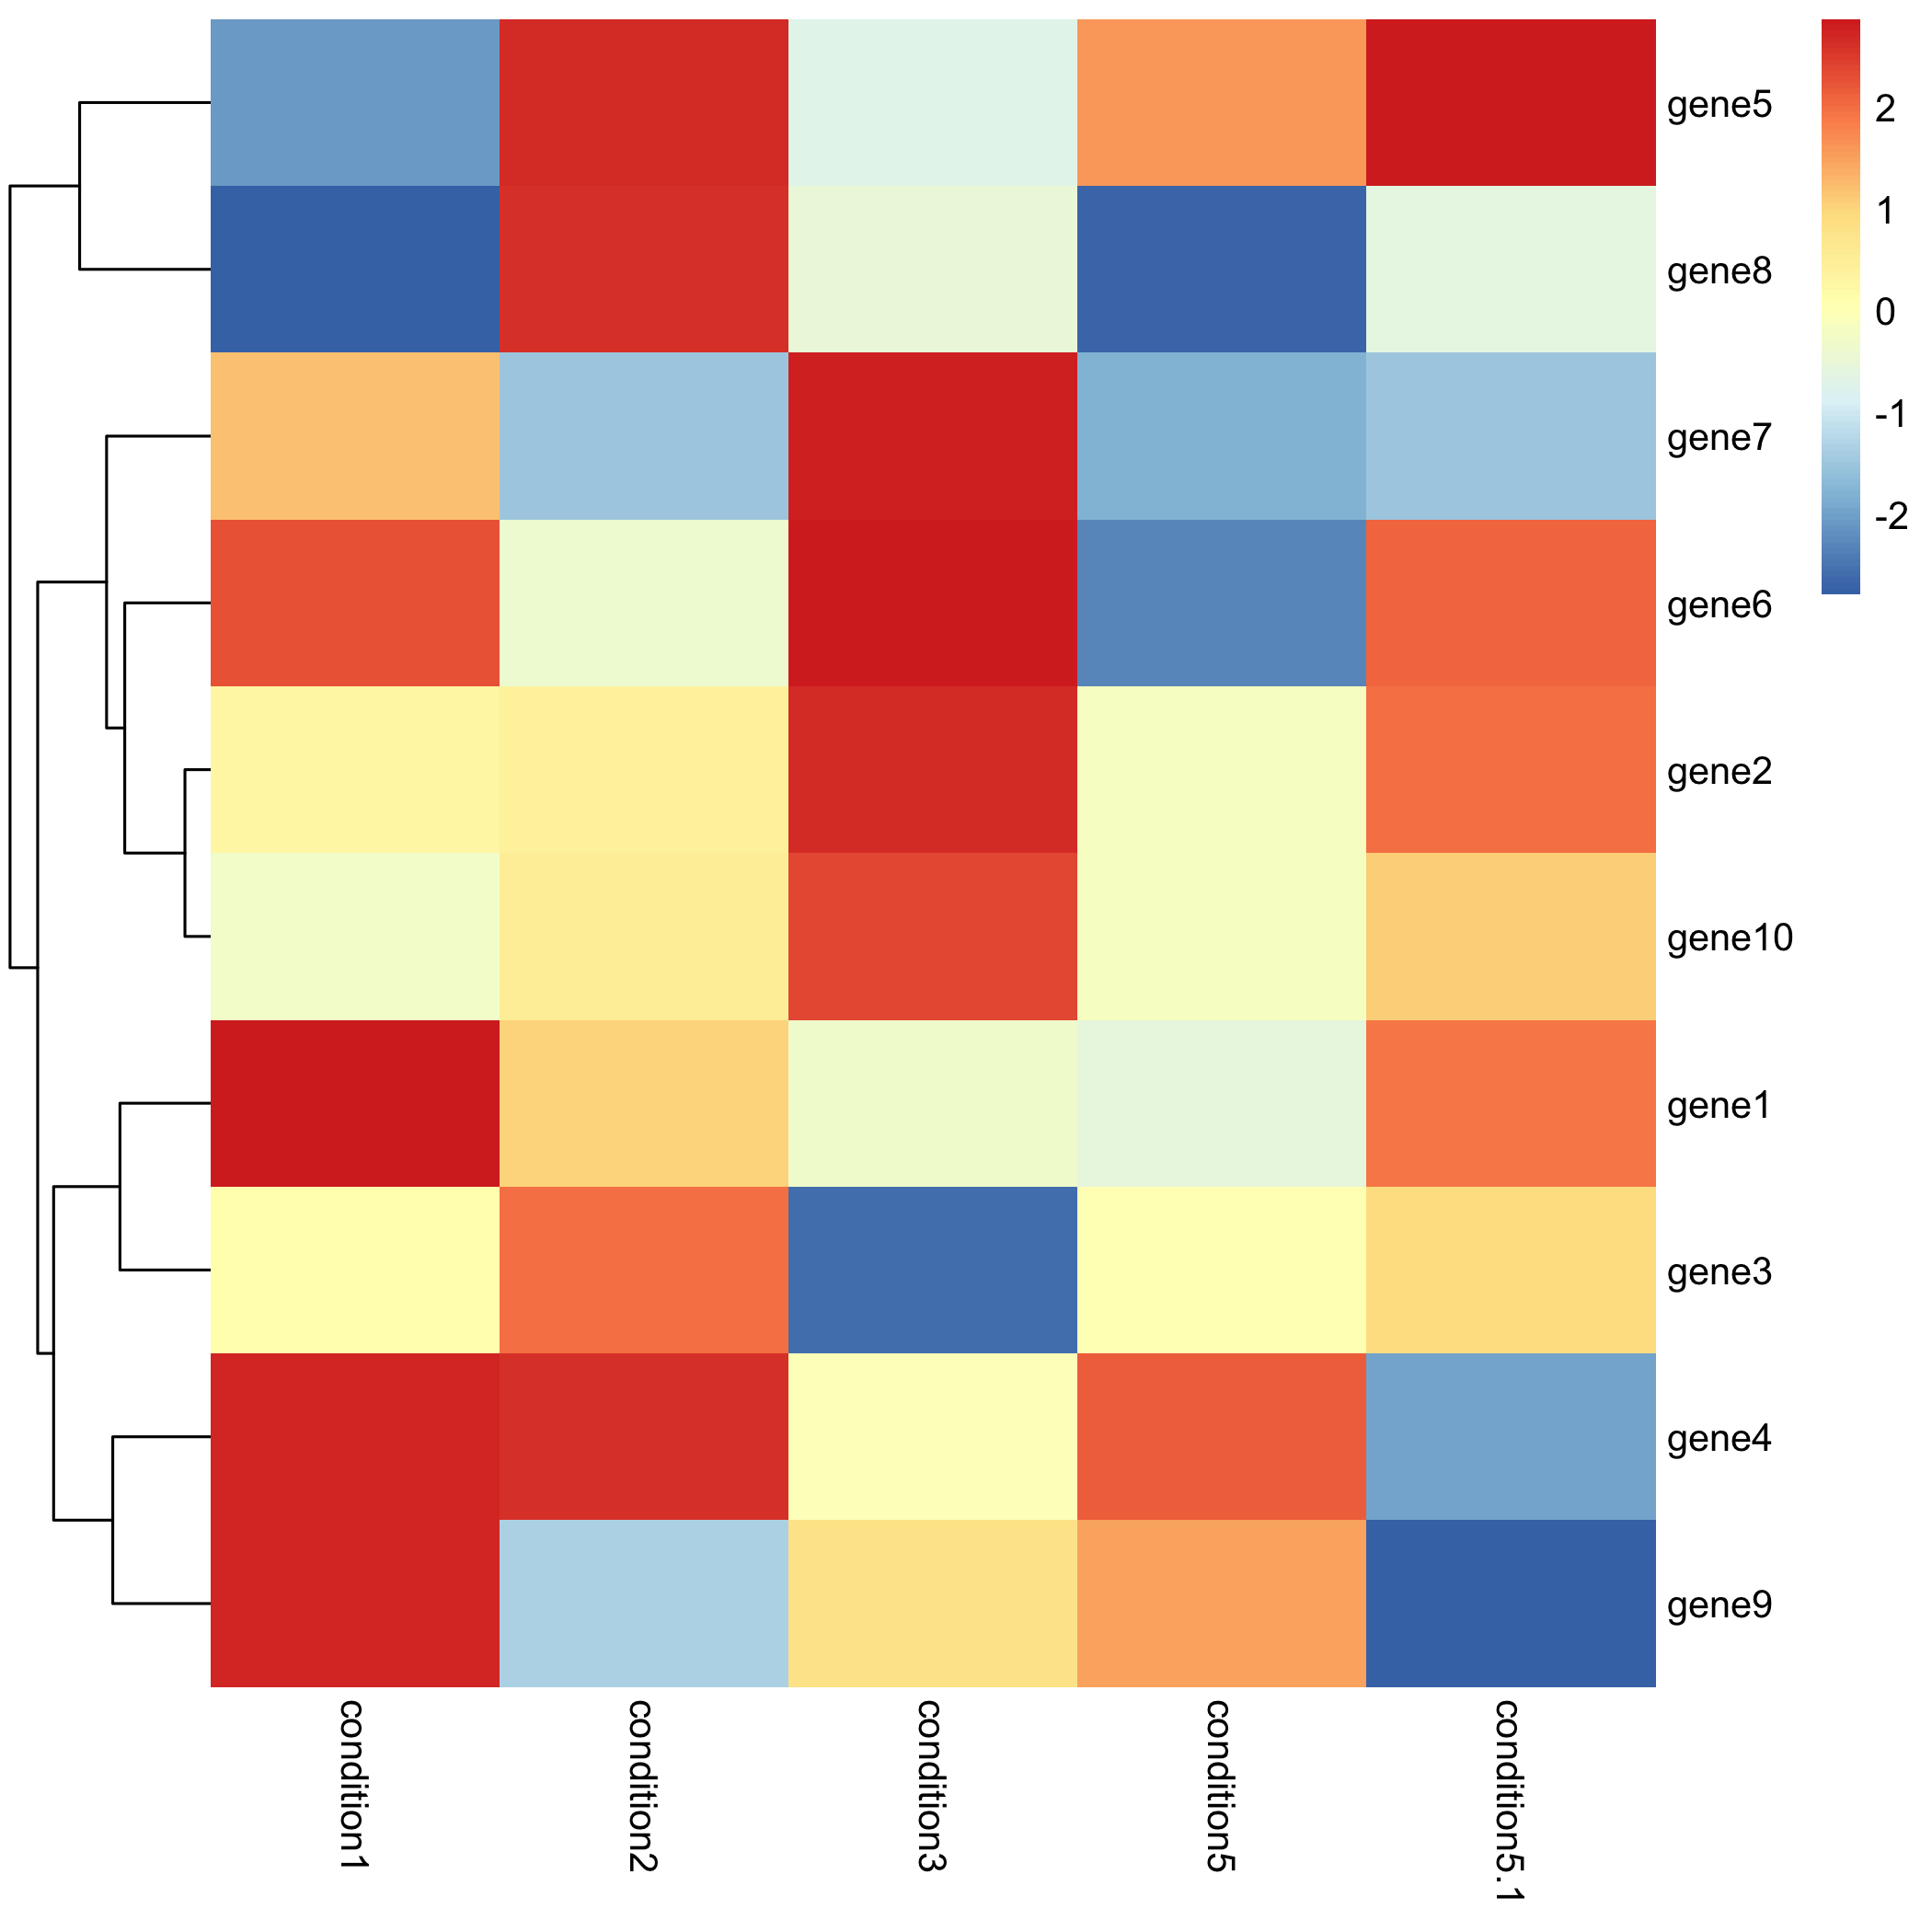 gene5
gene8
gene7
gene6
gene2
gene10
gene1
gene3
gene4
gene9
2
1
0
-1
-2
condition1
condition2
condition3
condition5
condition5.1